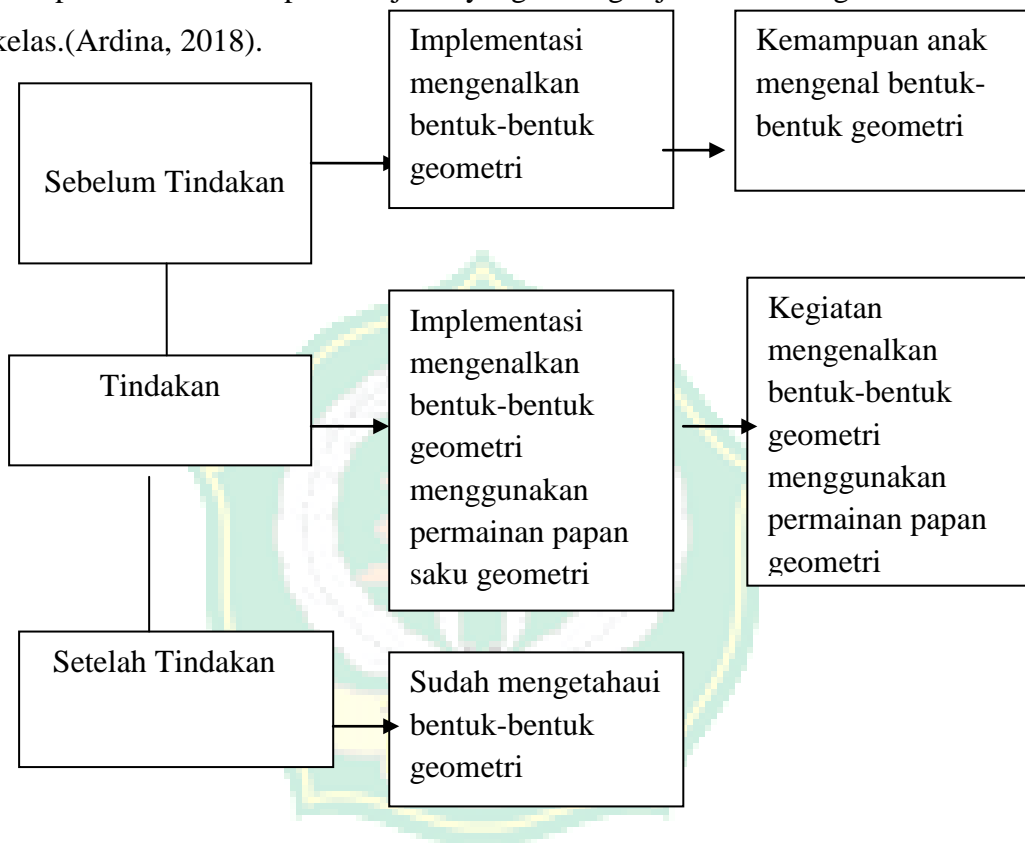 kelas.(Ardina, 2018).
Sebelum Tindakan
Implementasi
mengenalkan
bentuk-bentuk
geometri
Kemampuan anak
mengenal bentuk-
bentuk geometri
Tindakan
Implementasi
mengenalkan
bentuk-bentuk
geometri
menggunakan
permainan papan
saku geometri
Kegiatan
mengenalkan
bentuk-bentuk
geometri
menggunakan
permainan papan
geometri
Setelah Tindakan
Sudah mengetahaui
bentuk-bentuk
geometri